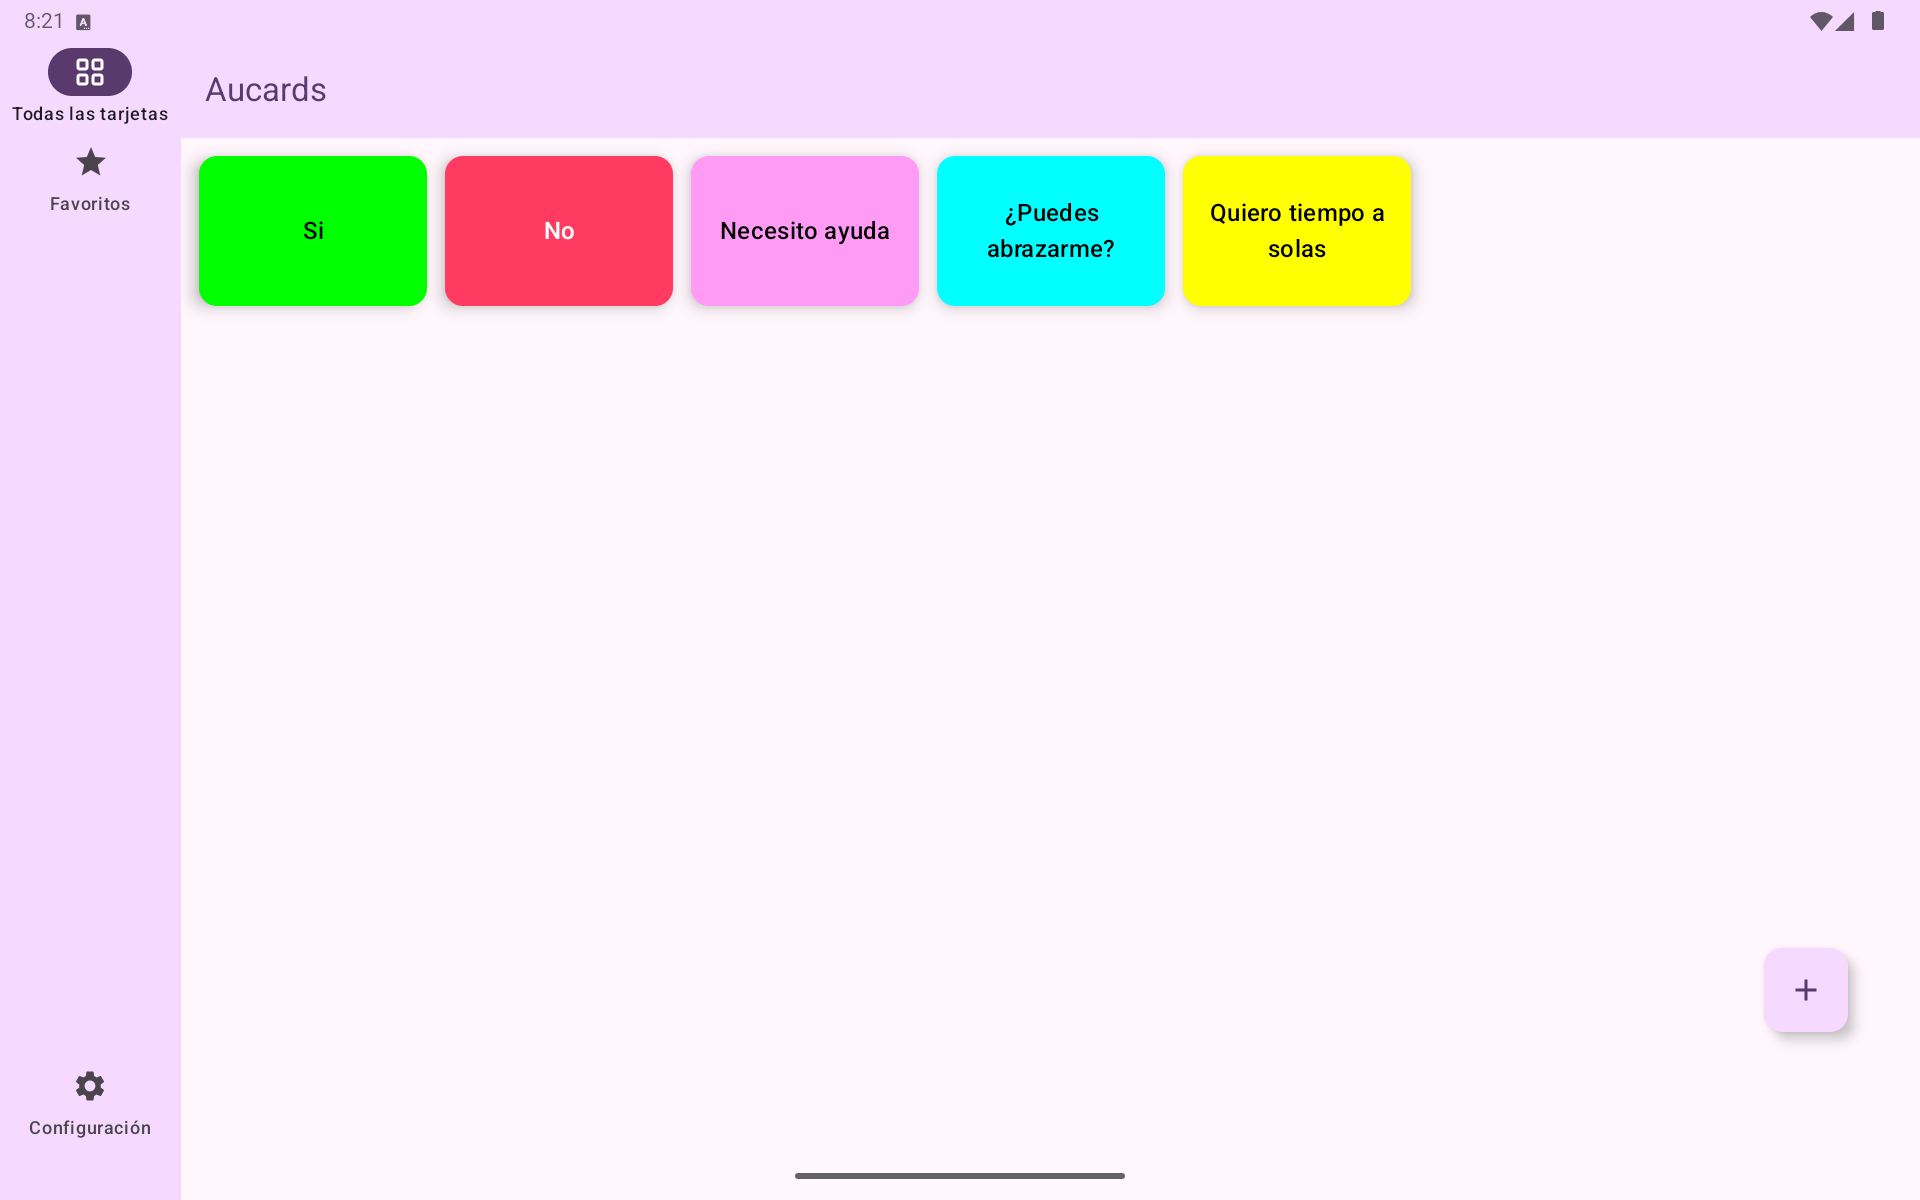 8:21
Aucards
Todas las tarjetas
Favoritos
Si
No
Necesito ayuda
¿Puedes
abrazarme?
Quiero tiempo a
solas
Configuración